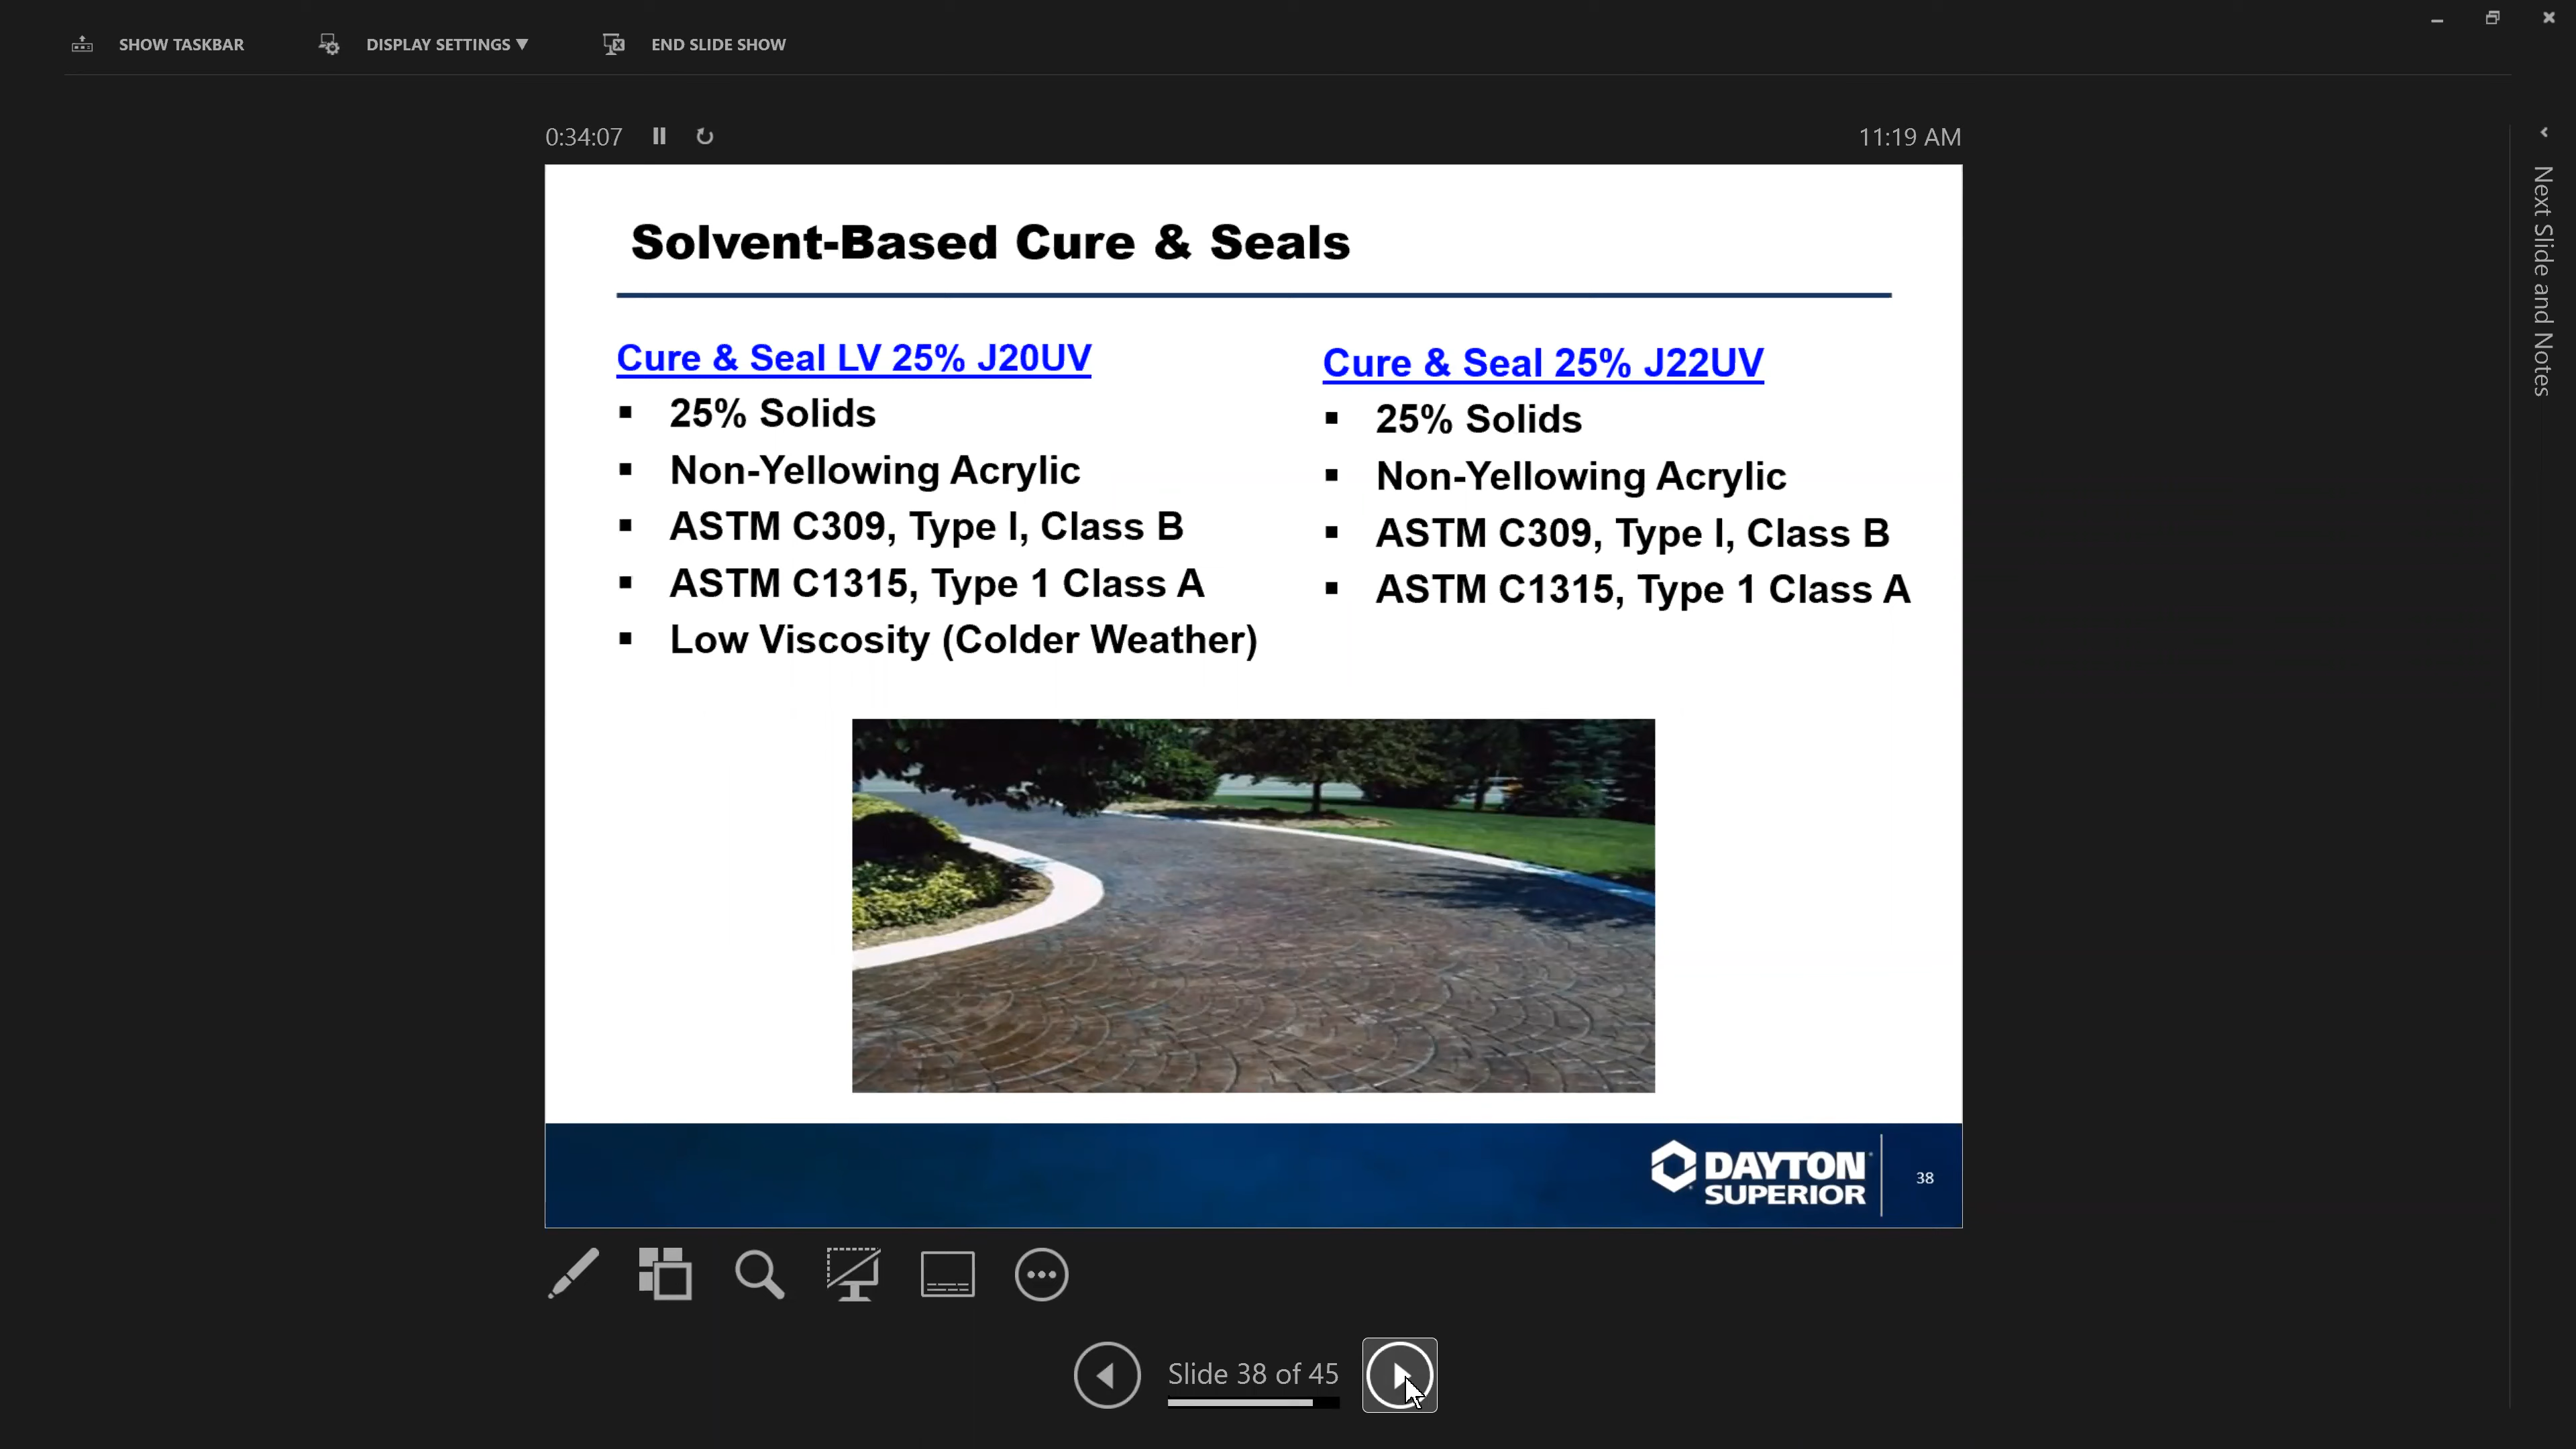 SHOW TASKBAR
DISPLAY SETTINGS ▼
END SLIDE SHOW
0:34:07
11:19 AM
Next Slide and Notes
Solvent-Based Cure & Seals
Cure & Seal LV 25% J20UV
▪ 25% Solids
▪ Non-Yellowing Acrylic
▪ ASTM C309, Type I, Class B
▪ ASTM C1315, Type 1 Class A
▪ Low Viscosity (Colder Weather)
Cure & Seal 25% J22UV
▪ 25% Solids
▪ Non-Yellowing Acrylic
▪ ASTM C309, Type I, Class B
▪ ASTM C1315, Type 1 Class A
DAYTON
SUPERIOR
38
Slide 38 of 45